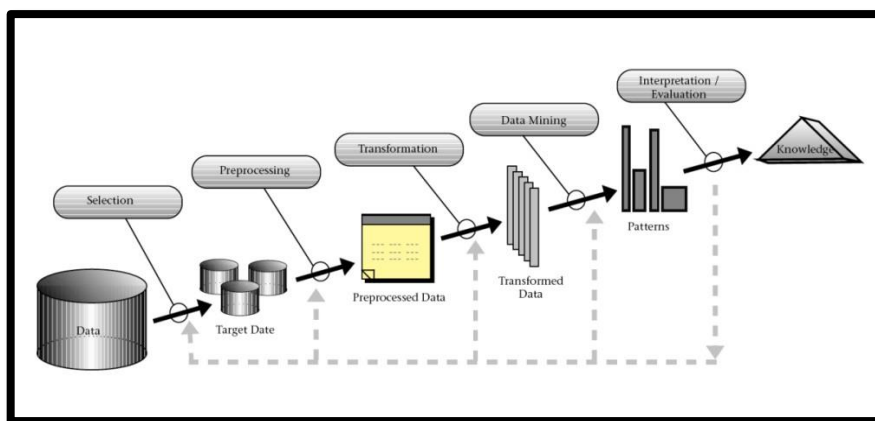 Interpretation /
Evaluation
Data Mining
Transformation
Preprocessing
Selection
Knowledge
Patterns
Transformed
Data
Preprocessed Data
Target Date
Data